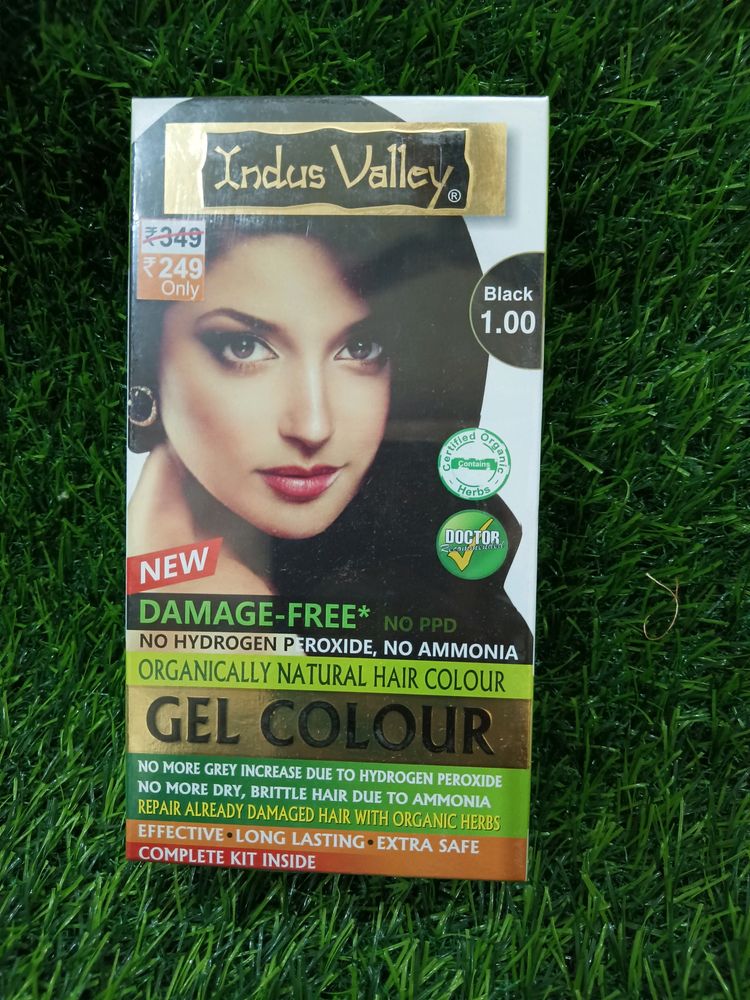 Indus Valley ®
₹349
₹249
Only
Black
1.00
Certified Organic
Contains
Herbs
DOCTOR
Recommended
NEW
DAMAGE-FREE* NO PPD
NO HYDROGEN PEROXIDE, NO AMMONIA
ORGANICALLY NATURAL HAIR COLOUR
GEL COLOUR
NO MORE GREY INCREASE DUE TO HYDROGEN PEROXIDE
NO MORE DRY, BRITTLE HAIR DUE TO AMMONIA
REPAIR ALREADY DAMAGED HAIR WITH ORGANIC HERBS
EFFECTIVE • LONG LASTING • EXTRA SAFE
COMPLETE KIT INSIDE